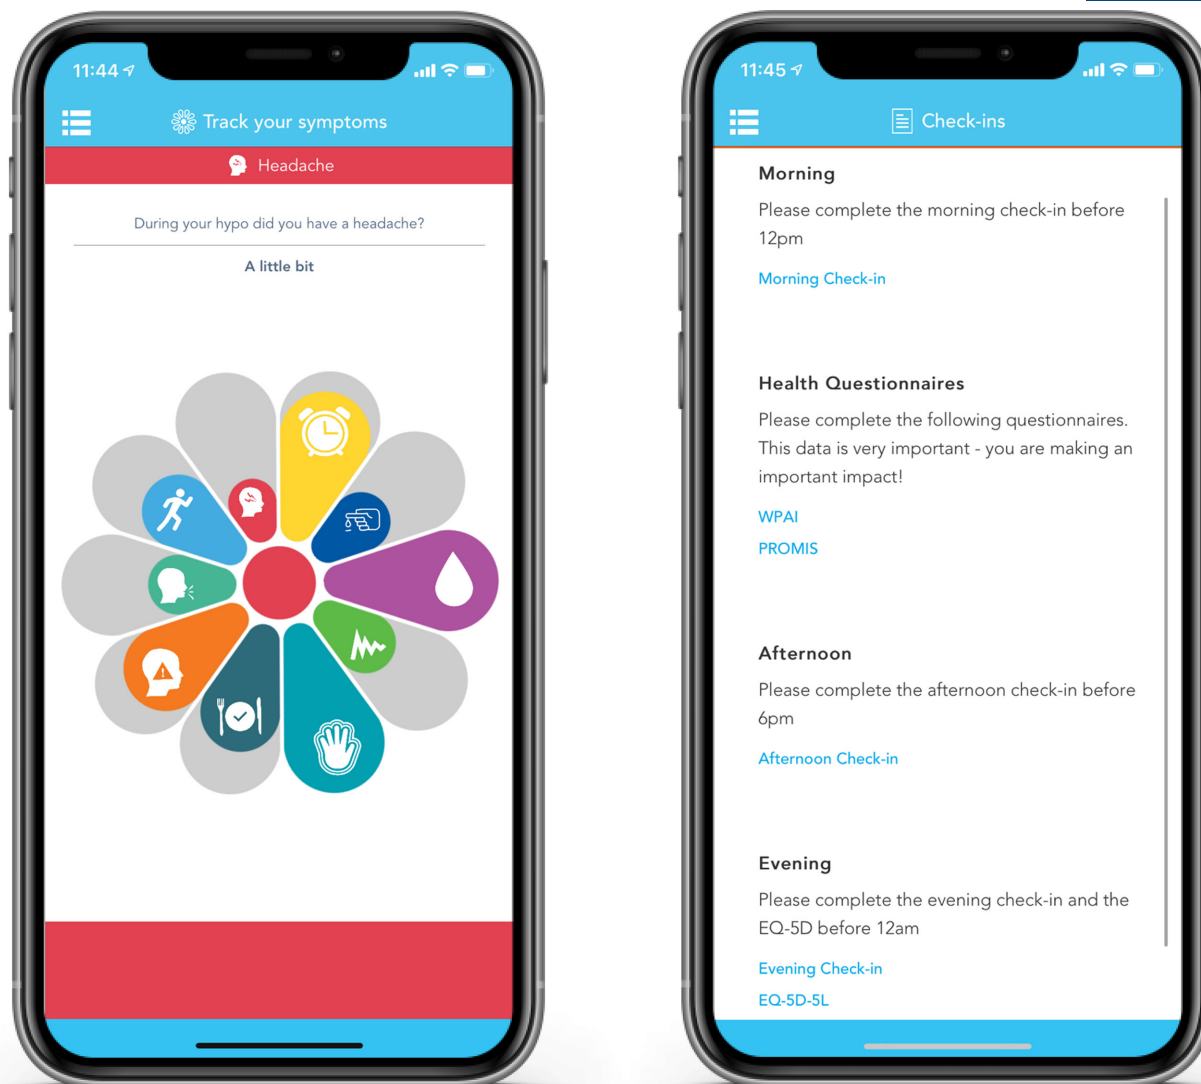 11:44
Track your symptoms
Headache
During your hypo did you have a headache?
A little bit
11:45
Check-ins
Morning
Please complete the morning check-in before
12pm
Morning Check-in
Health Questionnaires
Please complete the following questionnaires.
This data is very important - you are making an
important impact!
WPAI
PROMIS
Afternoon
Please complete the afternoon check-in before
6pm
Afternoon Check-in
Evening
Please complete the evening check-in and the
EQ-5D before 12am
Evening Check-in
EQ-5D-5L